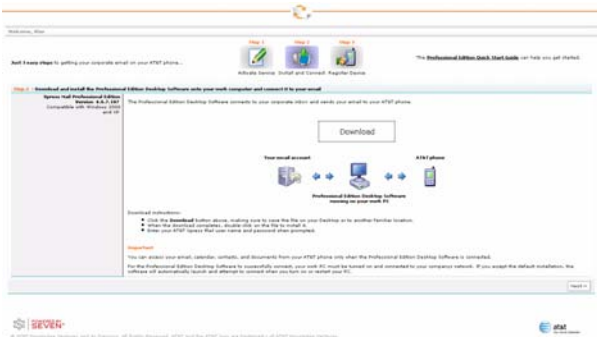 Welcome, Alan
Just 3 easy steps to getting your corporate email on your AT&T phone...
Step 1
Step 2
Step 3
Activate Service
Install and Connect
Register Device
The Professional Edition Quick Start Guide can help you get started.
Step 2 - Download and install the Professional Edition Desktop Software onto your work computer and connect it to your email
Xpress Mail Professional Edition
Compatible with Windows 2000
and XP
The Professional Edition Desktop Software connects to your corporate inbox and sends your email to your AT&T phone.
Download
Your email account
AT&T phone
Professional Edition Desktop Software
running on your work PC
Download instructions:
Click the Download button above, making sure to save the file on your Desktop or to another familiar location.
When the download completes, double-click on the file to install it.
Enter your AT&T Xpress Mail user name and password when prompted.
Important
You can access your email, calendar, contacts, and documents from your AT&T phone only when the Professional Edition Desktop Software is connected.
For the Professional Edition Desktop Software to successfully connect, your work PC must be turned on and connected to your company's network. If you accept the default installation, the
software will automatically launch and attempt to connect when you turn on or restart your PC.
Next >
POWERED BY
SEVEN
at&t